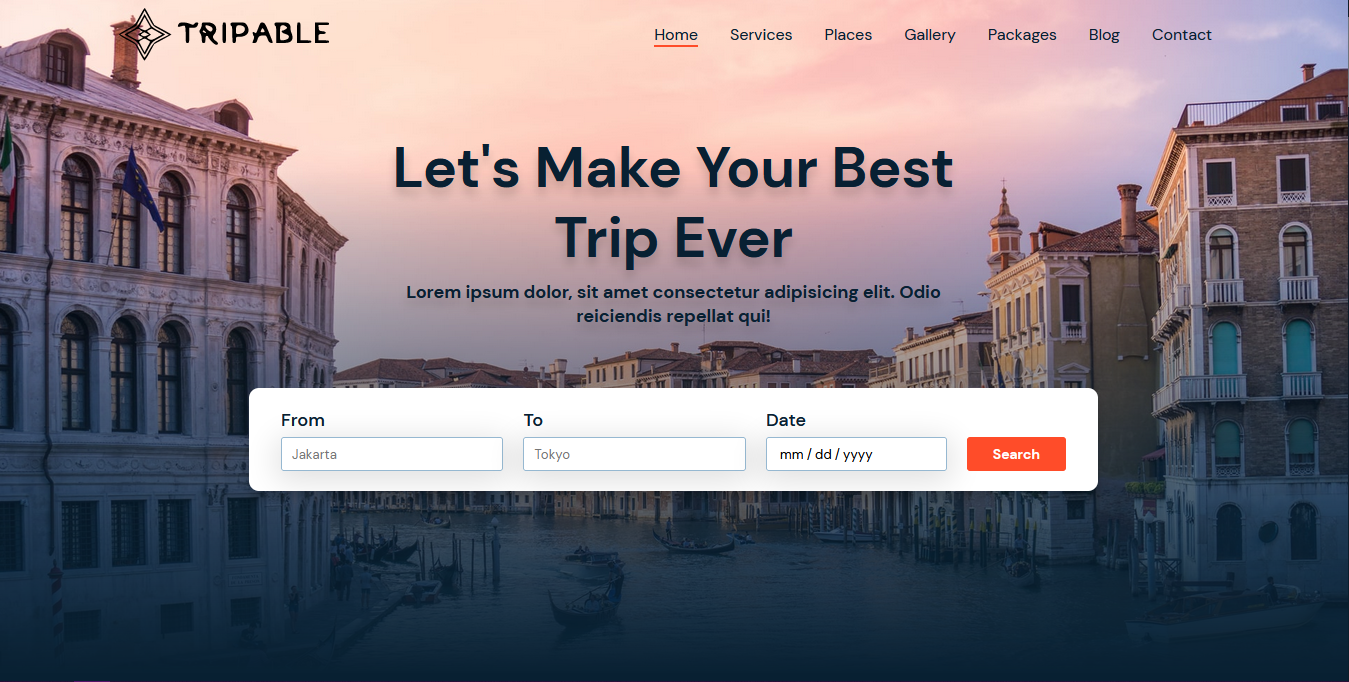 TRIPABLE
Home Services Places Gallery Packages Blog Contact
Let's Make Your Best
Trip Ever
Lorem ipsum dolor, sit amet consectetur adipisicing elit. Odio
reiciendis repellat qui!
From To Date
Jakarta Tokyo mm / dd / yyyy Search